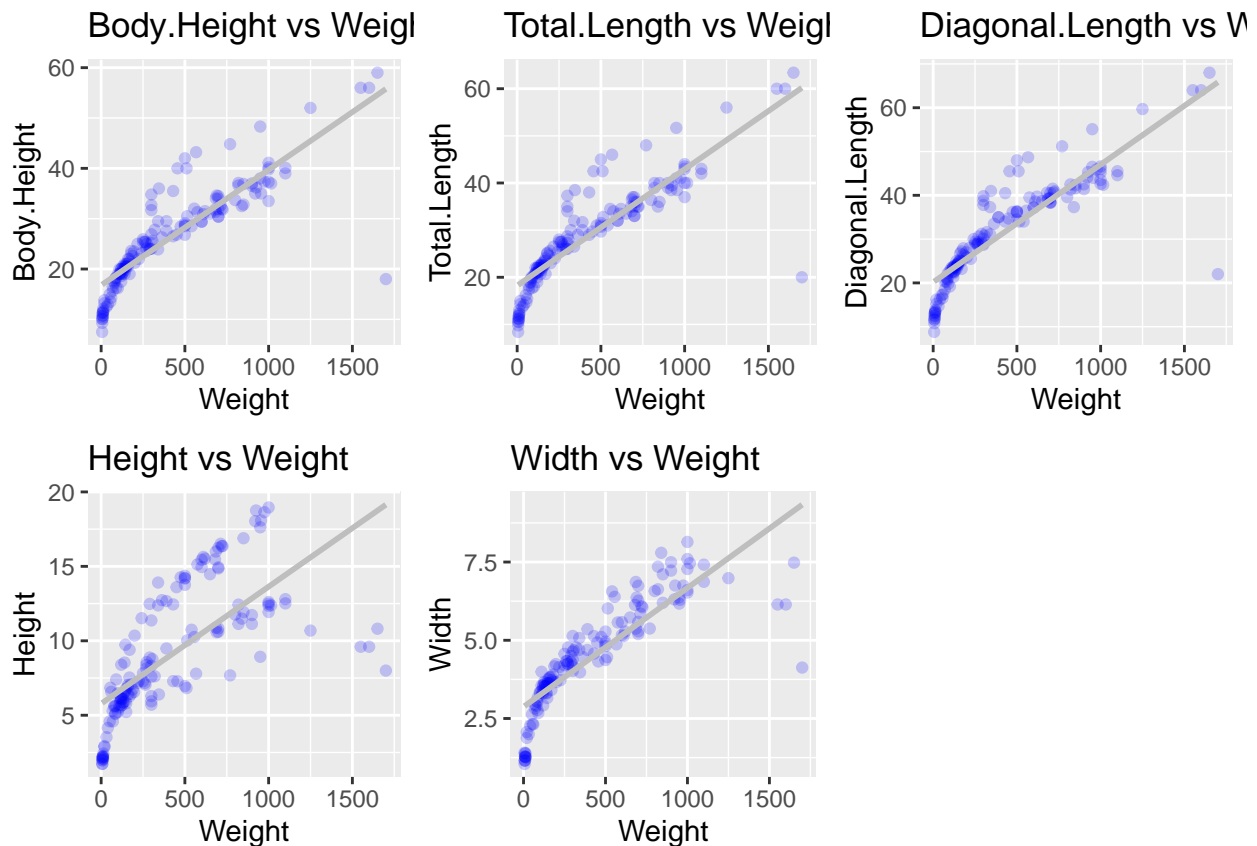 Body.Height vs Weigh
Body.Height
60
40
20
0 500 1000 1500
Weight
Total.Length vs Weigh
Total.Length
60
40
20
0 500 1000 1500
Weight
Diagonal.Length vs W
Diagonal.Length
60
40
20
0 500 1000 1500
Weight
Height vs Weight
Height
20
15
10
5
0 500 1000 1500
Weight
Width vs Weight
Width
7.5
5.0
2.5
0 500 1000 1500
Weight